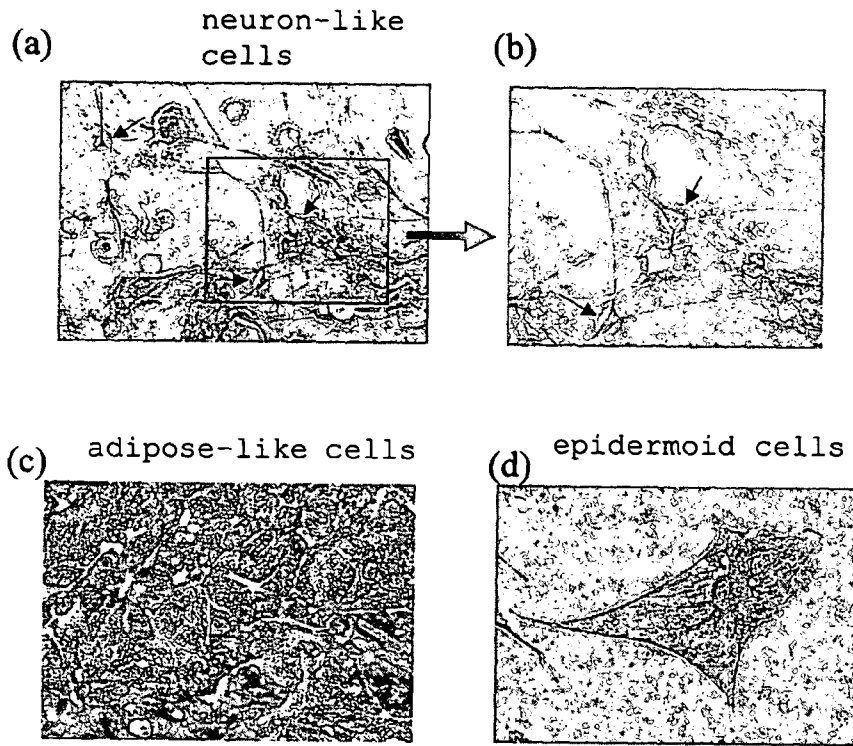 (a)
neuron-like
cells
(b)
(c)
adipose-like cells
(d)
epidermoid cells